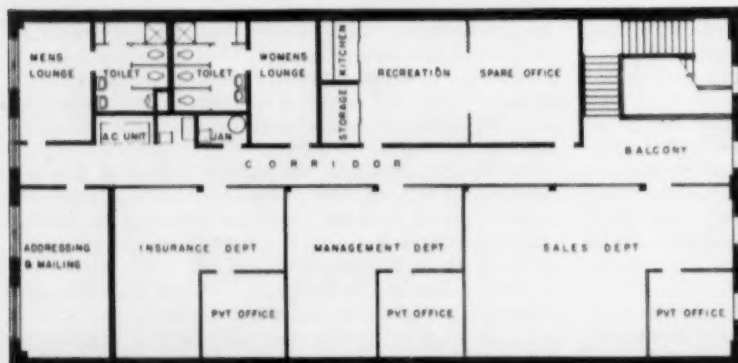 MENS
LOUNGE
TOILET
TOILET
WOMENS
LOUNGE
KITCHEN
STORAGE
RECREATION
SPARE OFFICE
A.C. UNIT
JAN
CORRIDOR
BALCONY
ADDRESSING
& MAILING
INSURANCE DEPT
MANAGEMENT DEPT
SALES DEPT
PVT OFFICE
PVT OFFICE
PVT OFFICE